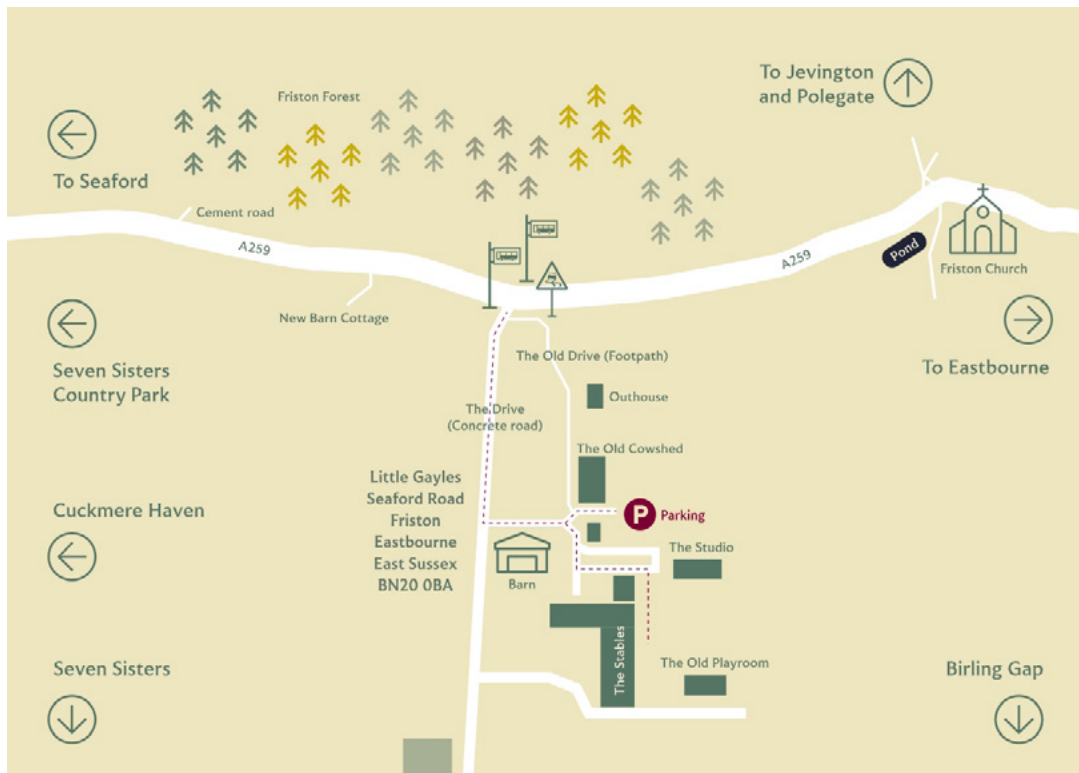 To Jevington
and Polegate
Friston Forest
To Seaford
Cement road
A259
A259
Pond
Friston Church
New Barn Cottage
To Eastbourne
Seven Sisters
Country Park
The Old Drive (Footpath)
Outhouse
The Drive
(Concrete road)
The Old Cowshed
Little Gayles
Seaford Road
Friston
Eastbourne
East Sussex
BN20 0BA
P Parking
Cuckmere Haven
The Studio
Barn
The Stables
The Old Playroom
Seven Sisters
Birling Gap